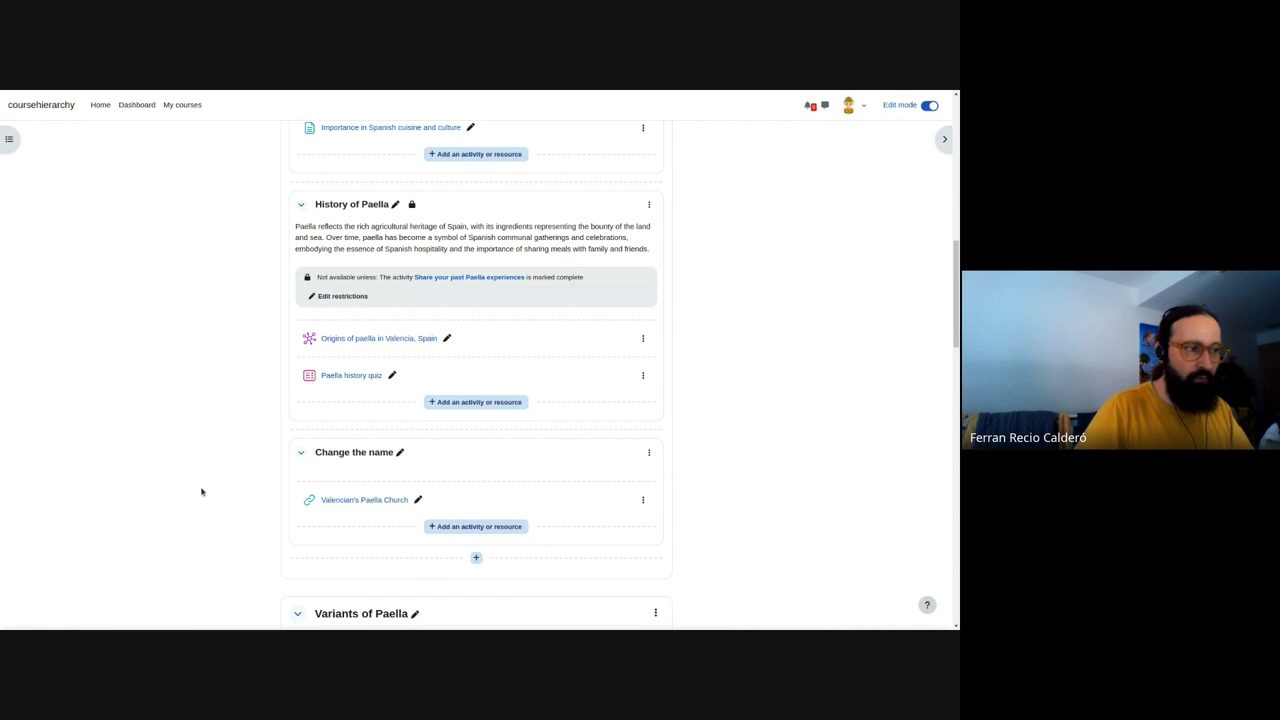 coursehierarchy Home Dashboard My courses Edit mode
Importance in Spanish cuisine and culture
+ Add an activity or resource
History of Paella
Paella reflects the rich agricultural heritage of Spain, with its ingredients representing the bounty of the land
and sea. Over time, paella has become a symbol of Spanish communal gatherings and celebrations,
embodying the essence of Spanish hospitality and the importance of sharing meals with family and friends.
Not available unless: The activity Share your past Paella experiences is marked complete
Edit restrictions
Origins of paella in Valencia, Spain
Paella history quiz
+ Add an activity or resource
Ferran Recio Calderó
Change the name
Valencian's Paella Church
+ Add an activity or resource
+
Variants of Paella
?